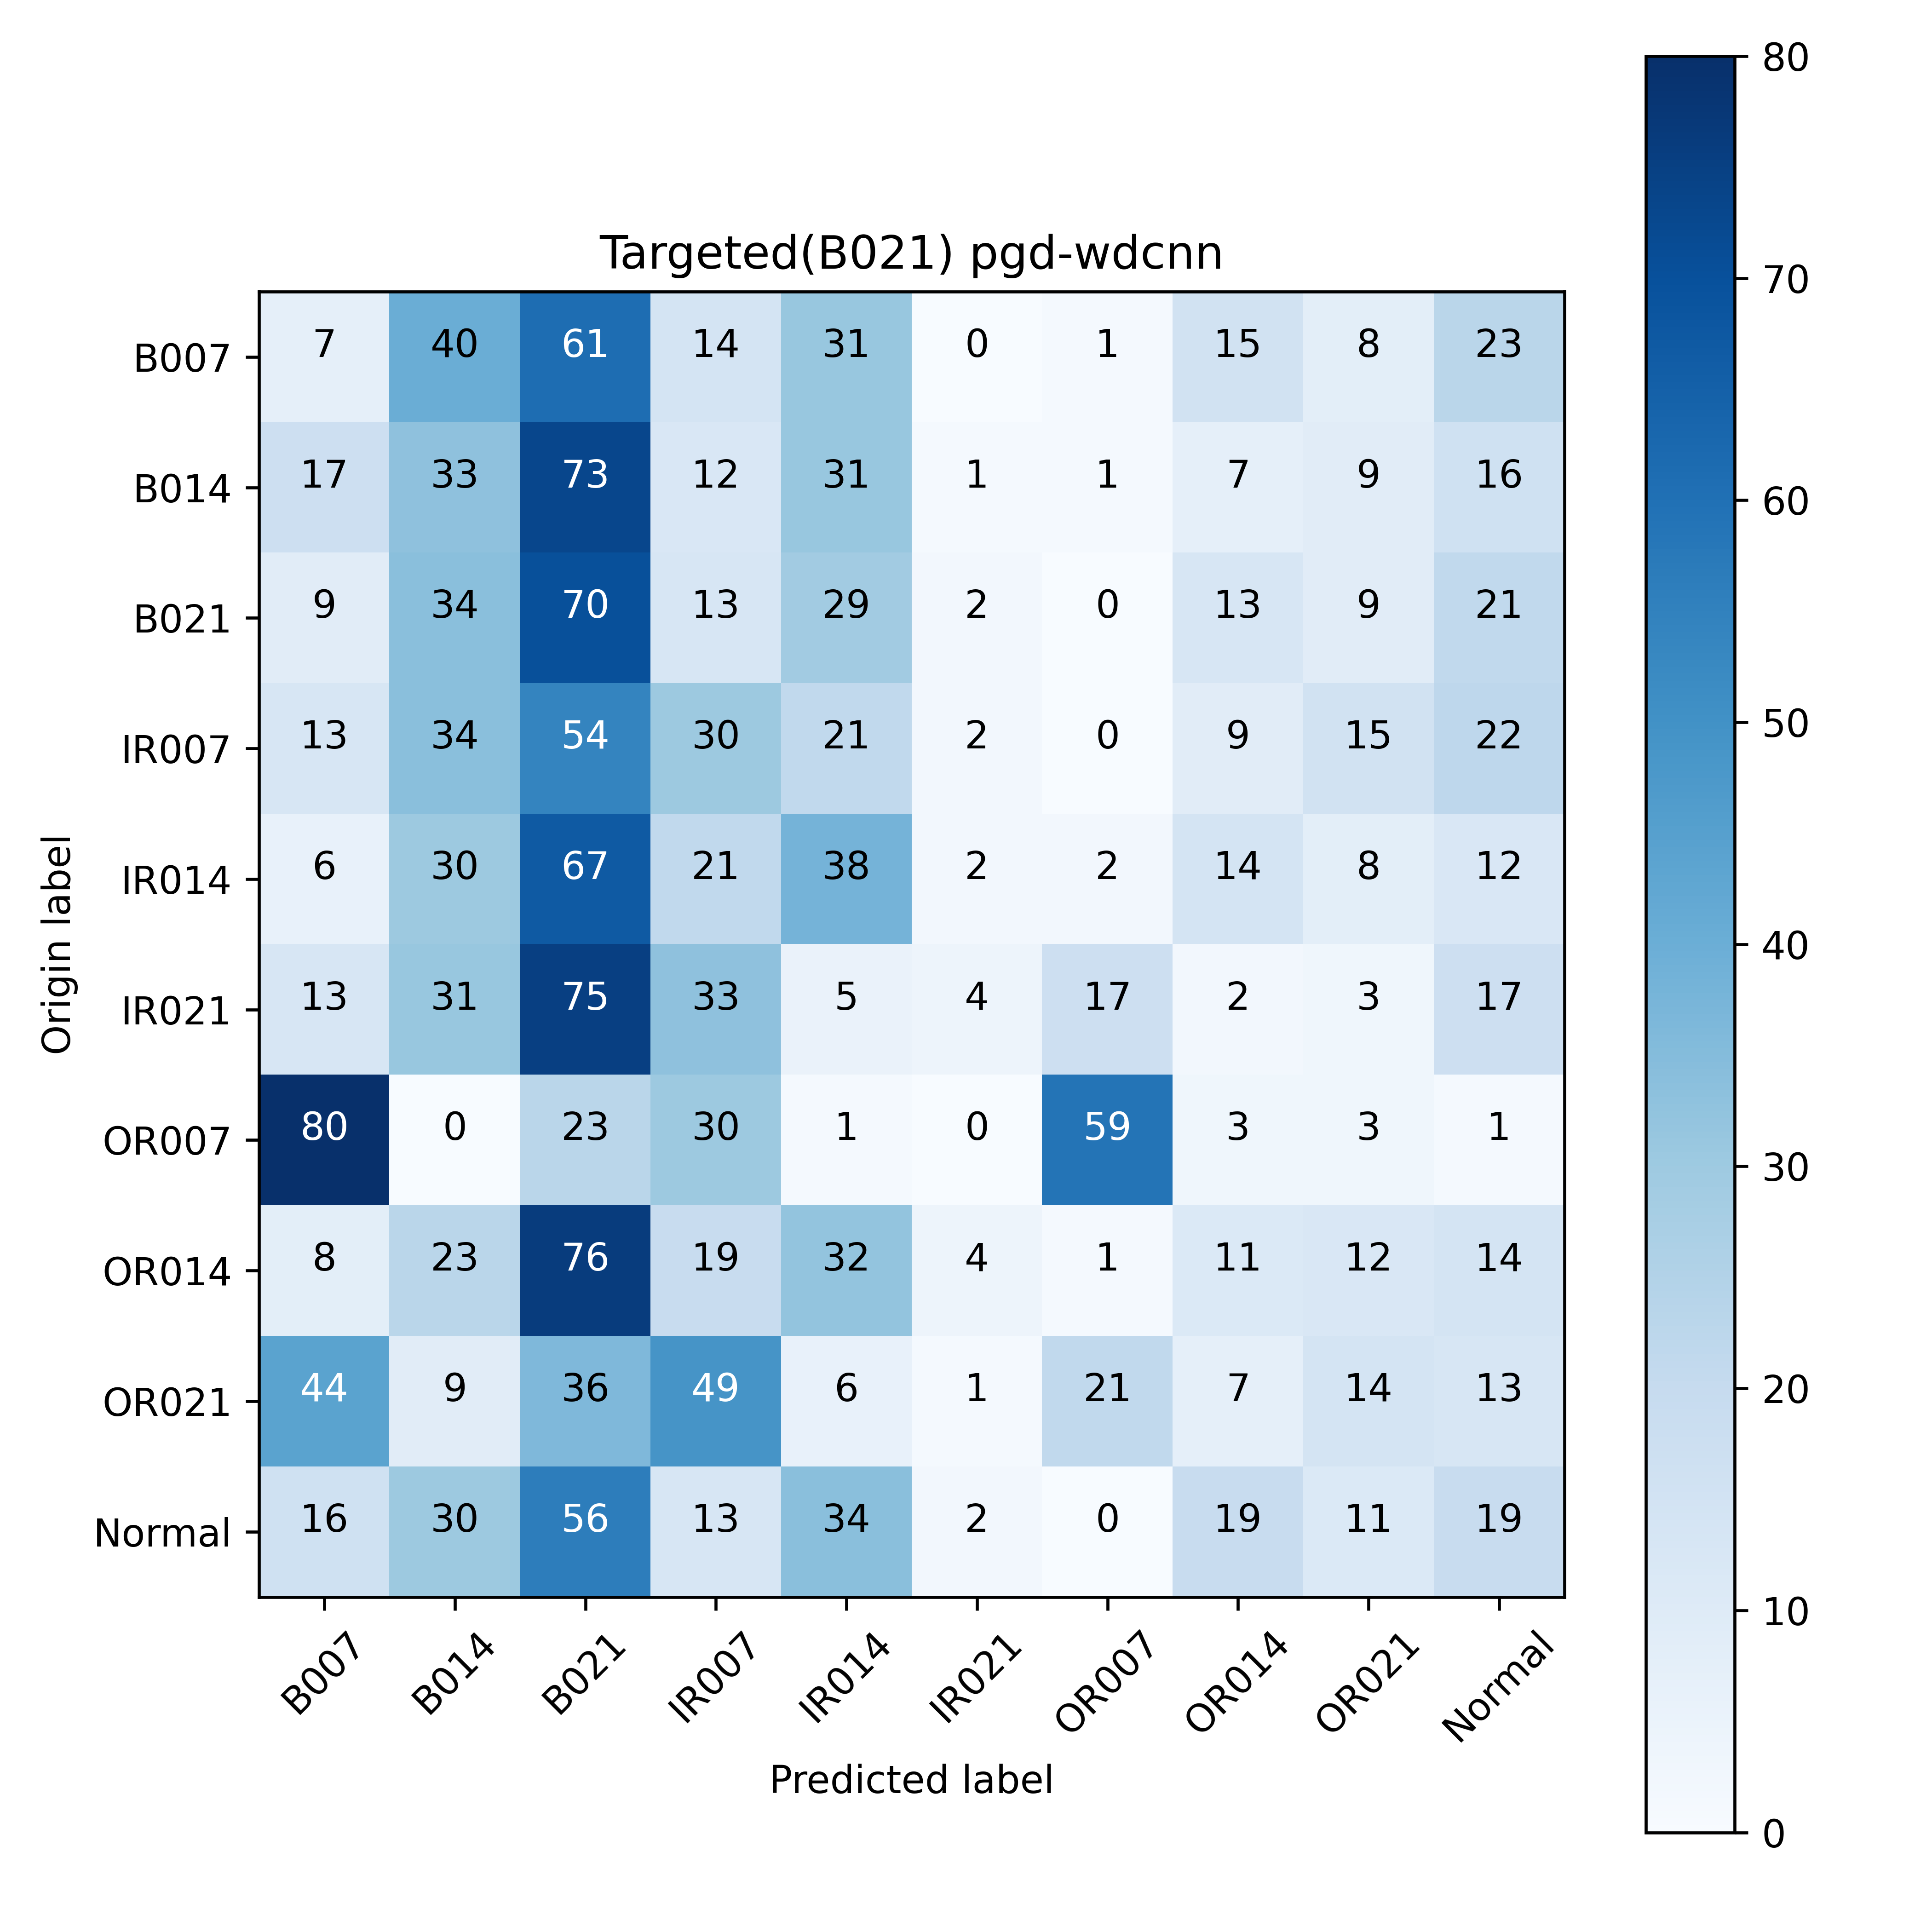 Targeted(B021) pgd-wdcnn
B007 7 40 61 14 31 0 1 15 8 23
B014 17 33 73 12 31 1 1 7 9 16
B021 9 34 70 13 29 2 0 13 9 21
IR007 13 34 54 30 21 2 0 9 15 22
IR014 6 30 67 21 38 2 2 14 8 12
IR021 13 31 75 33 5 4 17 2 3 17
OR007 80 0 23 30 1 0 59 3 3 1
OR014 8 23 76 19 32 4 1 11 12 14
OR021 44 9 36 49 6 1 21 7 14 13
Normal 16 30 56 13 34 2 0 19 11 19
B007 B014 B021 IR007 IR014 IR021 OR007 OR014 OR021 Normal
Predicted label
Origin label
80
70
60
50
40
30
20
10
0